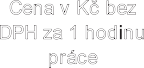 Cena v Kč bez
DPH za 1 hodinu
práce